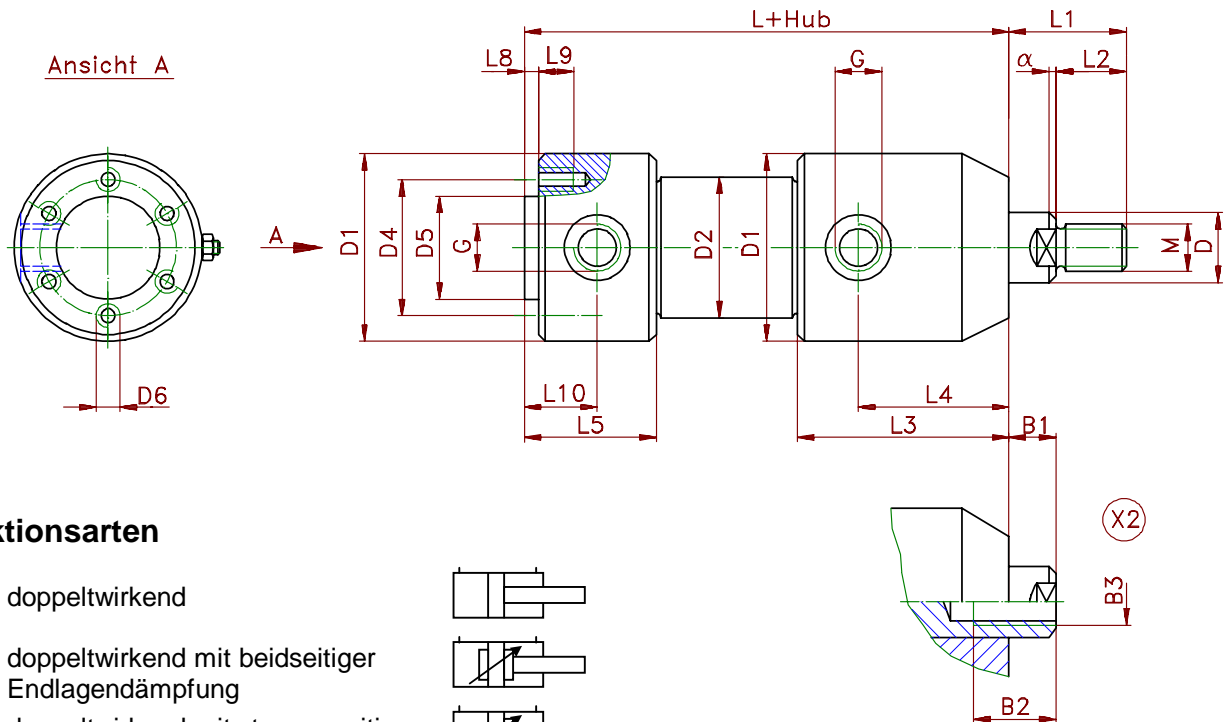 L+Hub
L1
L8
L9
G
α
L2
Ansicht A
A
D1
D4
D5
G
D2
D1
M
D
D6
L10
L5
L4
L3
B1
X2
B3
B2
ktionsarten
doppeltwirkend
doppeltwirkend mit beidseitiger
Endlagendämpfung